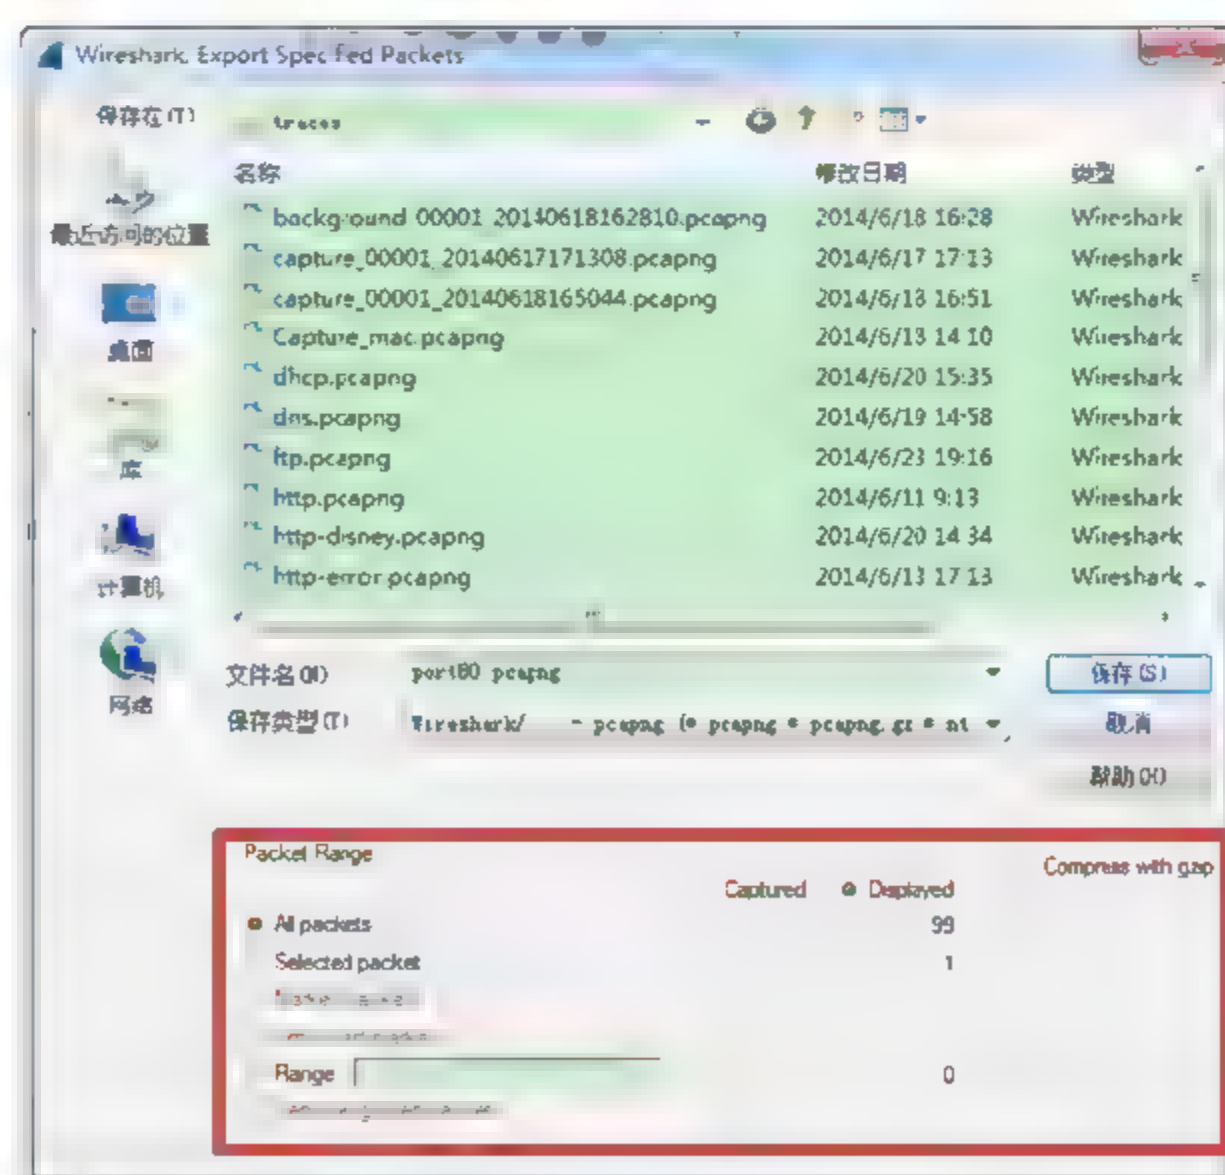 Wireshark: Export Specified Packets
保存在(T)
traces
名称 修改日期 类型
最近访问的位置
桌面
库
计算机
网络
background_00001_20140618162810.pcapng 2014/6/18 16:28 Wireshark
capture_00001_20140617171308.pcapng 2014/6/17 17:13 Wireshark
capture_00001_20140618165044.pcapng 2014/6/18 16:51 Wireshark
Capture_mac.pcapng 2014/6/13 14:10 Wireshark
dhcp.pcapng 2014/6/20 15:35 Wireshark
dns.pcapng 2014/6/19 14:58 Wireshark
ftp.pcapng 2014/6/23 19:16 Wireshark
http.pcapng 2014/6/11 9:13 Wireshark
http-disney.pcapng 2014/6/20 14:34 Wireshark
http-error.pcapng 2014/6/13 17:13 Wireshark
文件名(N) port80.pcapng 保存(S)
保存类型(T) Wireshark/ - pcapng (*.pcapng 取消
帮助(H)
Packet Range
Compress with gzip
Captured Displayed
All packets 99
Selected packet 1
Range 0